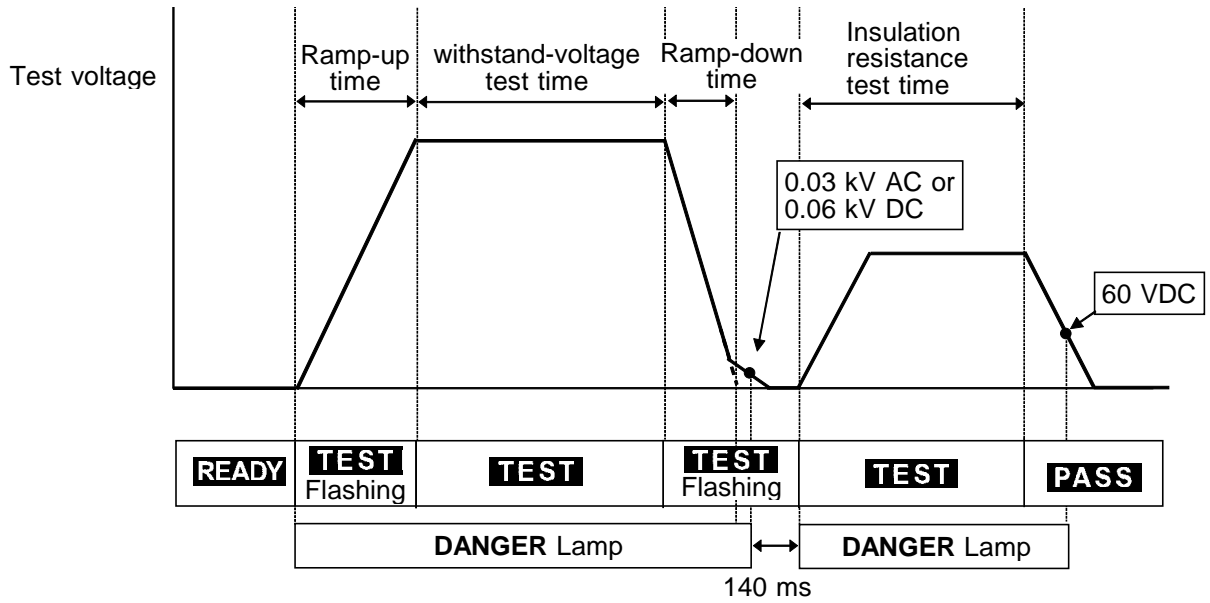 Test voltage
Ramp-up
time
withstand-voltage
test time
Ramp-down
time
Insulation
resistance
test time
0.03 kV AC or
0.06 kV DC
60 VDC
READY
TEST
Flashing
TEST
TEST
Flashing
TEST
PASS
DANGER Lamp
DANGER Lamp
140 ms